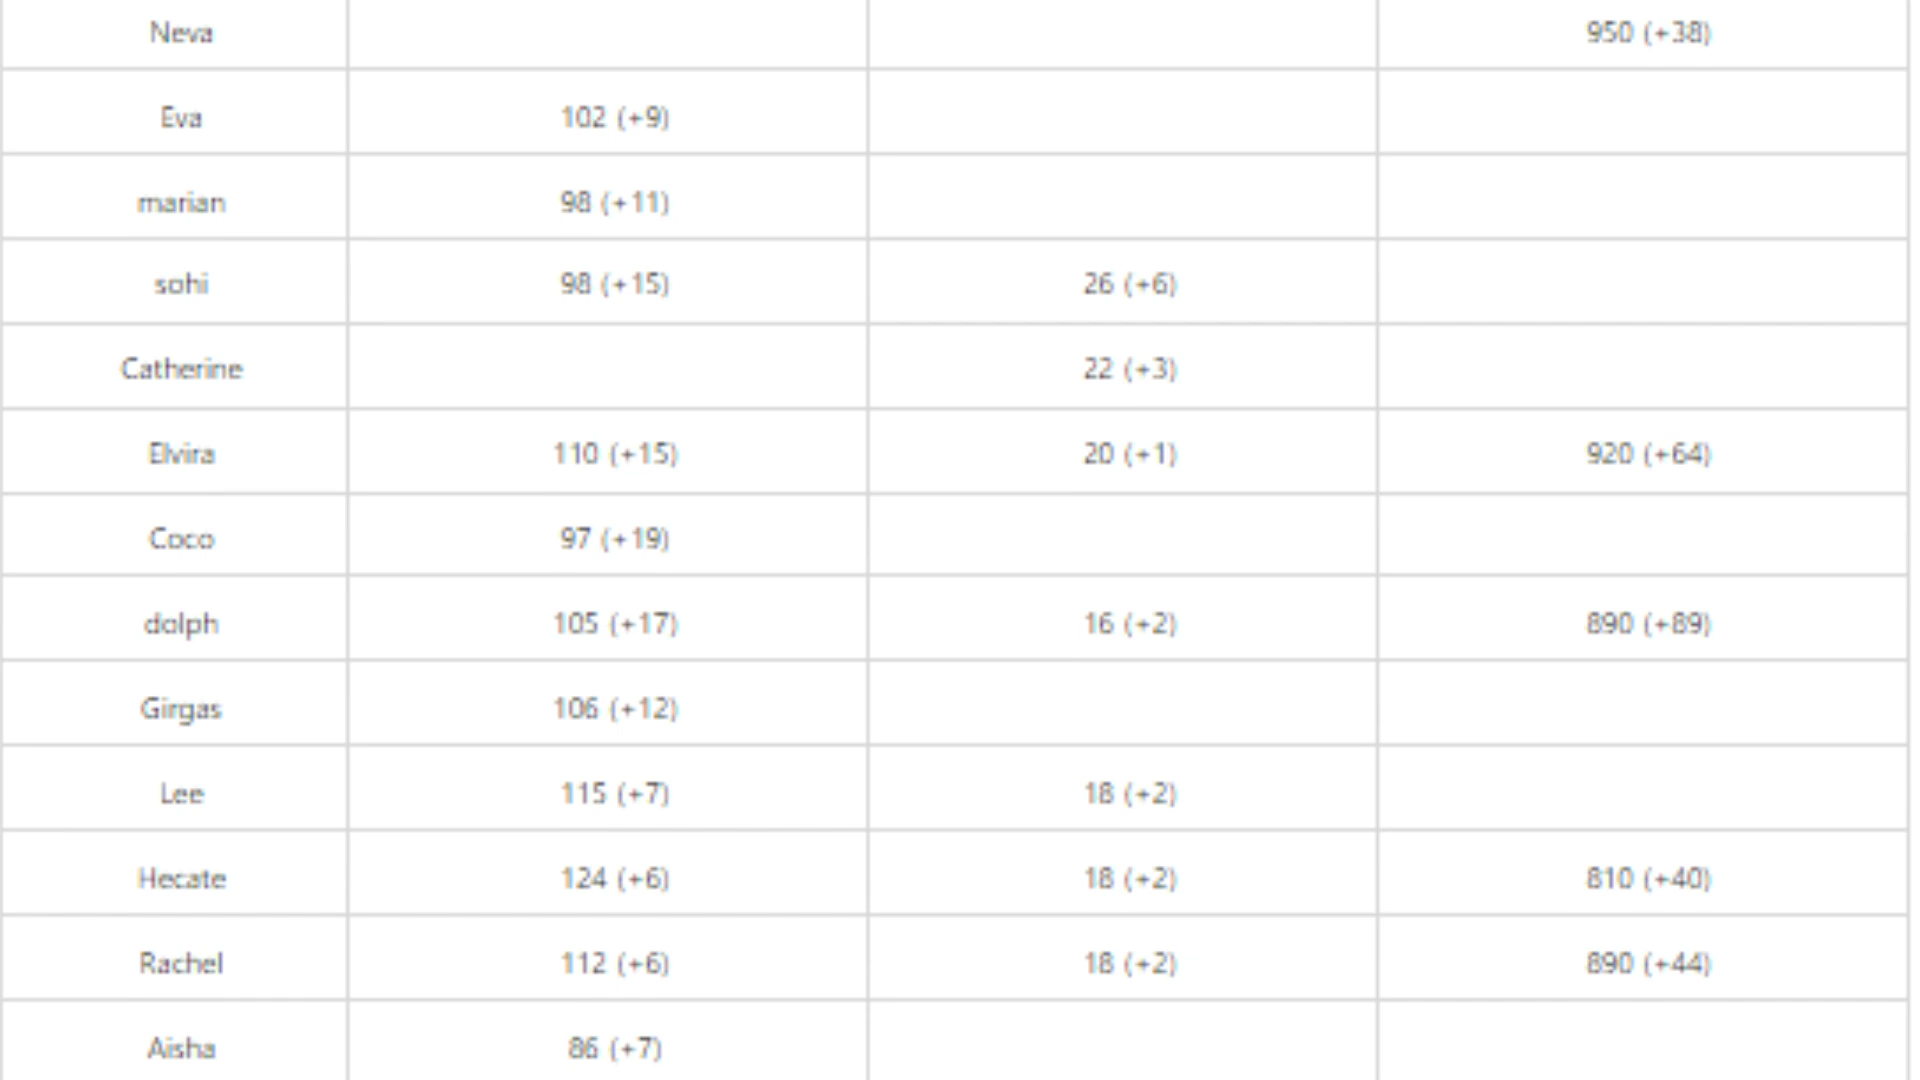 Neva 950 (+38)
Eva 102 (+9)
marian 98 (+11)
sohi 98 (+15) 26 (+6)
Catherine 22 (+3)
Elvira 110 (+15) 20 (+1) 920 (+64)
Coco 97 (+19)
dolph 105 (+17) 16 (+2) 890 (+89)
Girgas 106 (+12)
Lee 115 (+7) 18 (+2)
Hecate 124 (+6) 18 (+2) 810 (+40)
Rachel 112 (+6) 18 (+2) 890 (+44)
Aisha 86 (+7)